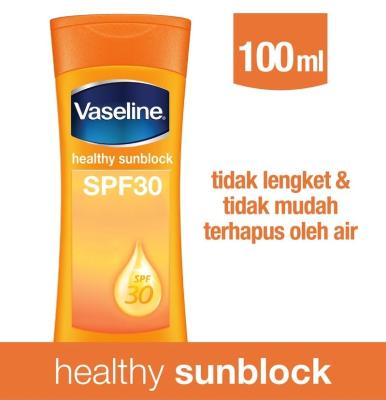 100ml
Vaseline
healthy sunblock
SPF30
SPF
30
tidak lengket &
tidak mudah
terhapus oleh air
healthy sunblock